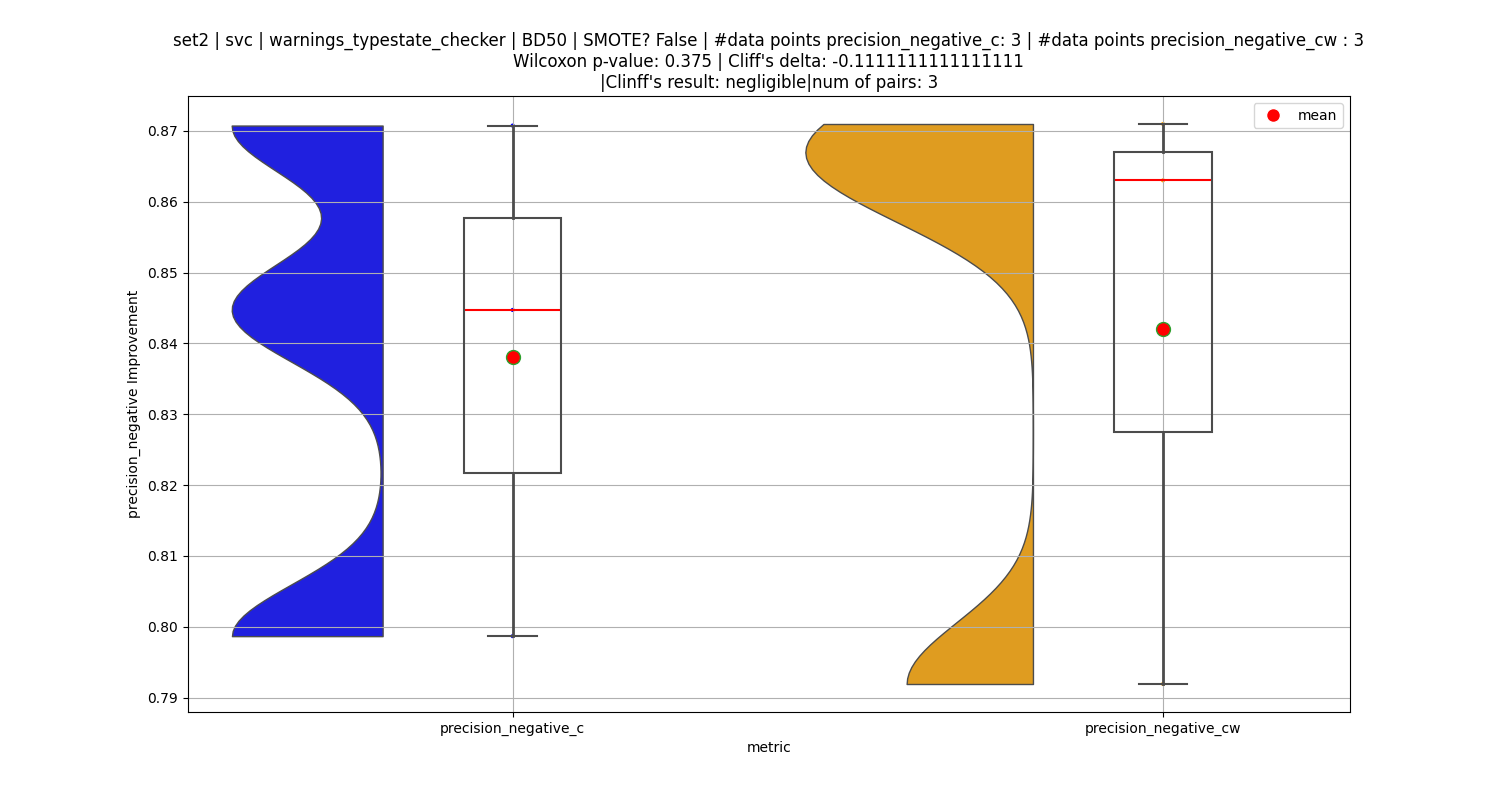 set2 | svc | warnings_typestate_checker | BD50 | SMOTE? False | #data points precision_negative_c: 3 | #data points precision_negative_cw : 3
Wilcoxon p-value: 0.375 | Cliff's delta: -0.1111111111111111
|Clinff's result: negligible|num of pairs: 3
mean
0.87
0.86
0.85
0.84
0.83
0.82
0.81
0.80
0.79
precision_negative Improvement
precision_negative_c
precision_negative_cw
metric